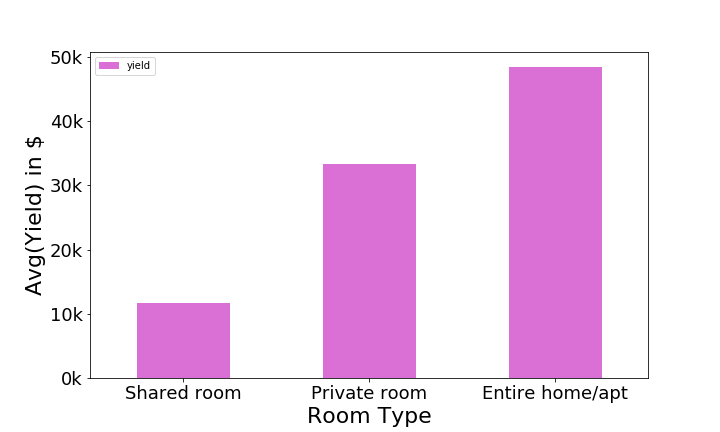 yield
Avg(Yield) in $
50k
40k
30k
20k
10k
0k
Shared room Private room Entire home/apt
Room Type